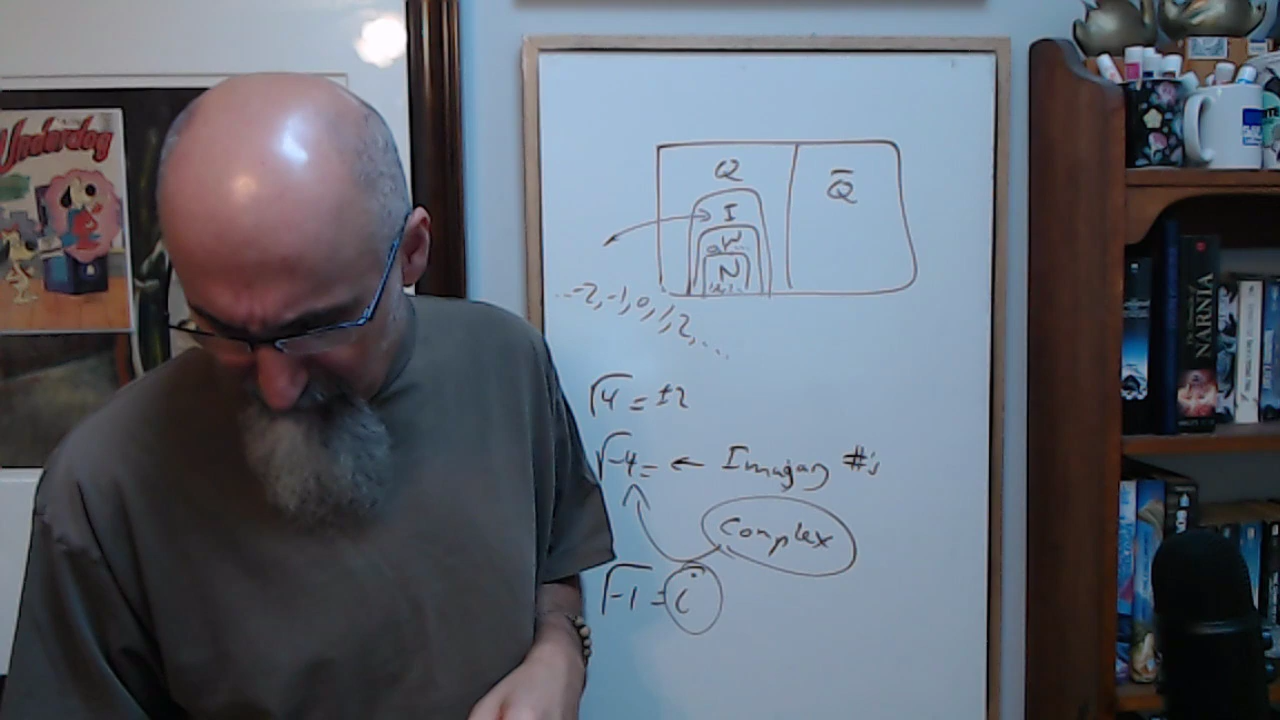 Underdog
Q
Q̅
I
W
N
...-2,-1,0,1,2,...
√4=±2
√-4= ← Imaginary #'s
Complex
√-1=i
NARNIA